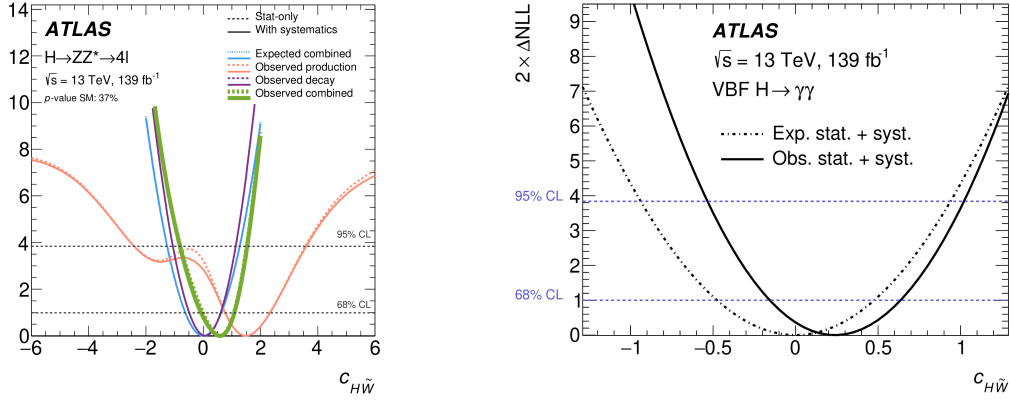 14
12
10
8
6
4
2
0
−6
−4
−2
0
2
4
6
ATLAS
H→ZZ*→4l
√s = 13 TeV, 139 fb⁻¹
p-value SM: 37%
Stat-only
With systematics
Expected combined
Observed production
Observed decay
Observed combined
95% CL
68% CL
c_{HW̃}
2 × ΔNLL
9
8
7
6
5
4
3
2
1
0
−1
−0.5
0
0.5
1
ATLAS
√s = 13 TeV, 139 fb⁻¹
VBF H→ γγ
Exp. stat. + syst.
Obs. stat. + syst.
95% CL
68% CL
c_{HW̃}